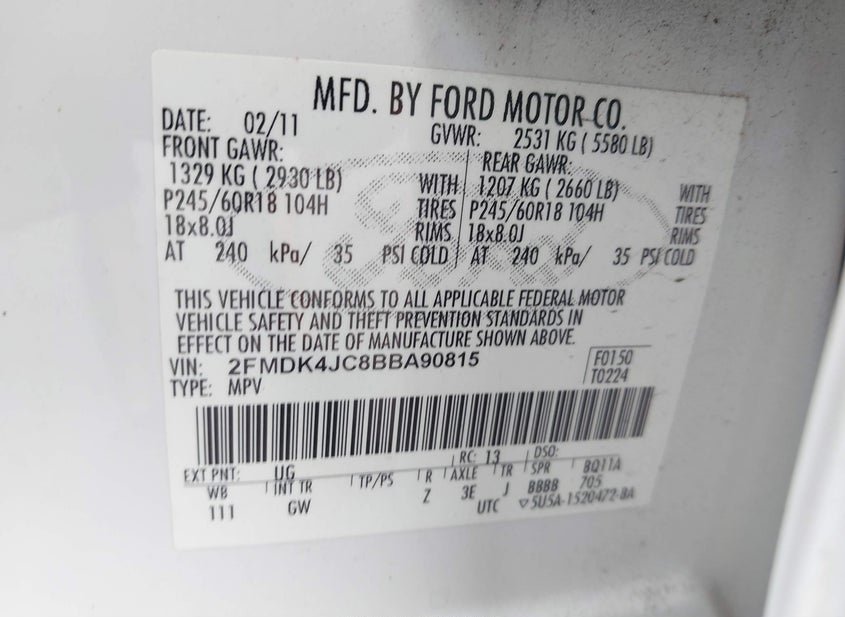 MFD. BY FORD MOTOR CO.
DATE: 02/11 GVWR: 2531 KG ( 5580 LB)
FRONT GAWR: REAR GAWR:
1329 KG ( 2930 LB) WITH 1207 KG ( 2660 LB) WITH
P245/60R18 104H TIRES P245/60R18 104H TIRES
18x8.0J RIMS 18x8.0J RIMS
AT 240 kPa/ 35 PSI COLD AT 240 kPa/ 35 PSI COLD
THIS VEHICLE CONFORMS TO ALL APPLICABLE FEDERAL MOTOR
VEHICLE SAFETY AND THEFT PREVENTION STANDARDS IN
EFFECT ON THE DATE OF MANUFACTURE SHOWN ABOVE.
VIN: 2FMDK4JC8BBA90815 F0150
TYPE: MPV T0224
EXT PNT: UG RC: 13 DSO:
WB INT TR TP/PS R AXLE TR SPR BQ11A
111 GW Z 3E J BBBB 705
UTC ▽5U5A-1520472-BA